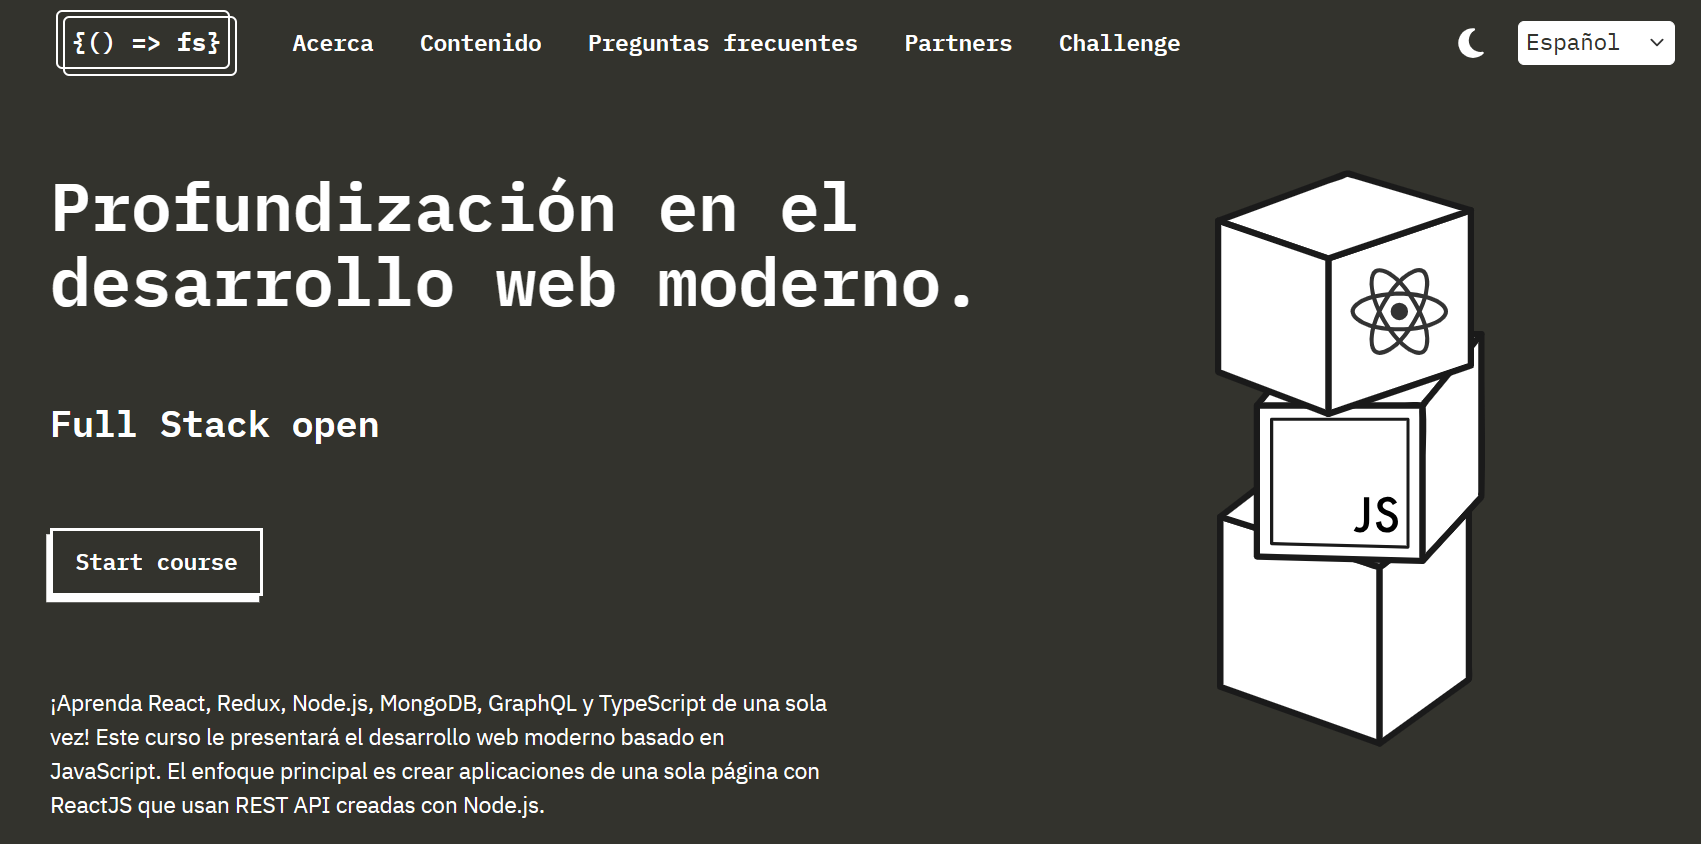 {() => fs}
Acerca
Contenido
Preguntas frecuentes
Partners
Challenge
Español
Profundización en el
desarrollo web moderno.
Full Stack open
Start course
¡Aprenda React, Redux, Node.js, MongoDB, GraphQL y TypeScript de una sola
vez! Este curso le presentará el desarrollo web moderno basado en
JavaScript. El enfoque principal es crear aplicaciones de una sola página con
ReactJS que usan REST API creadas con Node.js.
JS